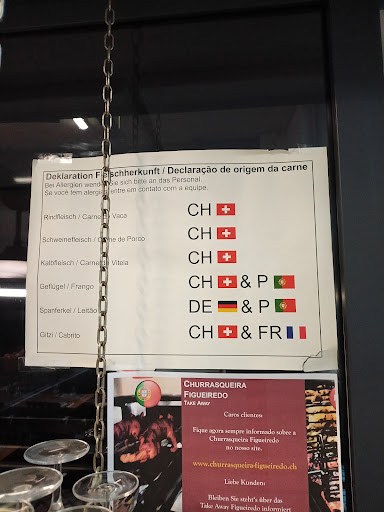 Deklaration Fleischherkunft / Declaração de origem da carne
Bei Allergien wenden Sie sich bitte an das Personal.
Se você tem alergia, entre em contato com a equipe.
Rindfleisch / Carne de Vaca CH
Schweinefleisch / Carne de Porco CH
Kalbfleisch / Carne de Vitela CH
Geflügel / Frango CH & P
Spanferkel / Leitão DE & P
Gitzi / Cabrito CH & FR
CHURRASQUEIRA
FIGUEIREDO
TAKE AWAY
Caros clientes:
Fique agora sempre informado sobre a
Churrasqueira Figueiredo
no nosso site.
www.churrasqueira-figueiredo.ch
Liebe Kunden:
Bleiben Sie stets über das
Take Away Figueiredo informiert